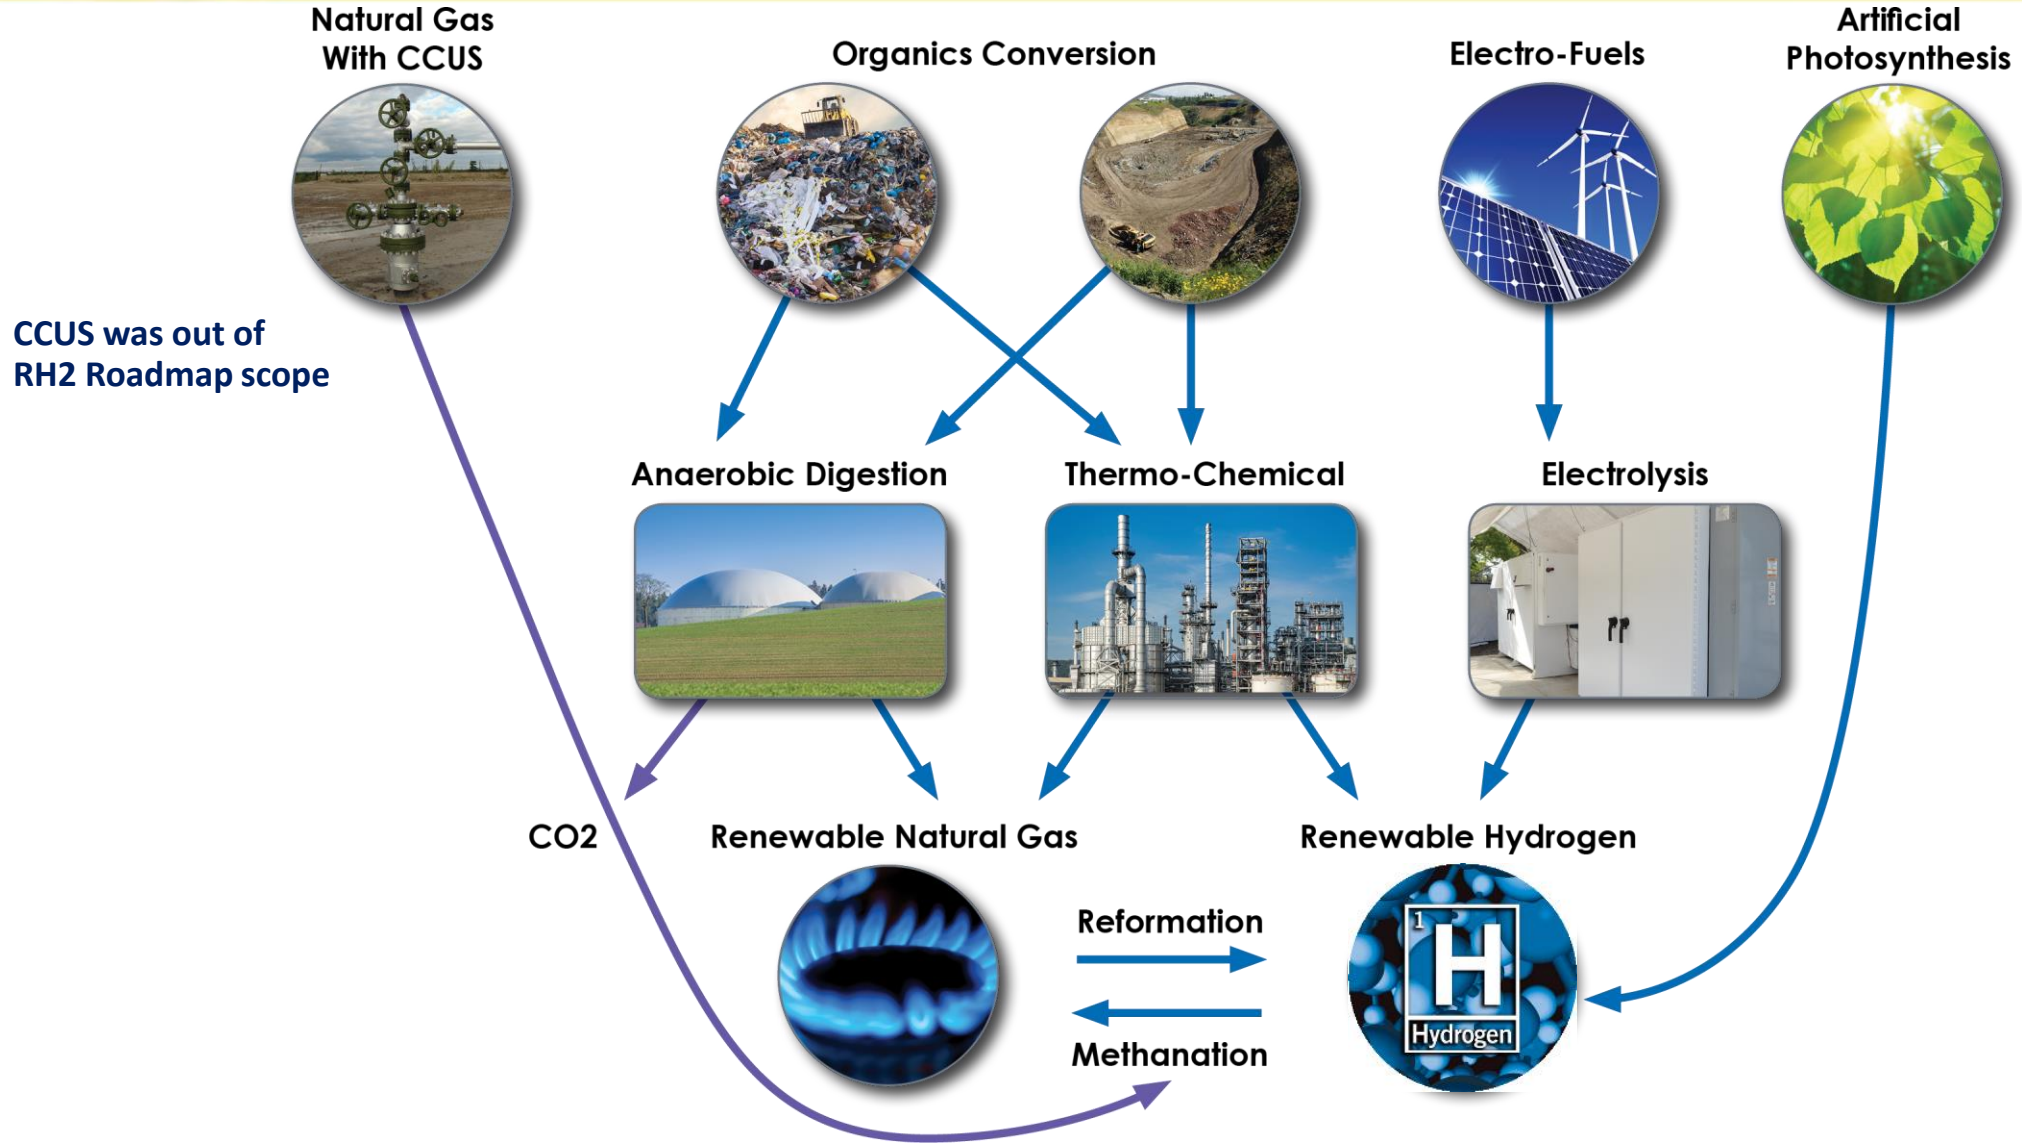 Natural Gas
With CCUS
Organics Conversion
Electro-Fuels
Artificial
Photosynthesis
CCUS was out of
RH2 Roadmap scope
Anaerobic Digestion
Thermo-Chemical
Electrolysis
CO2
Renewable Natural Gas
Renewable Hydrogen
Reformation
Methanation
1
H
Hydrogen